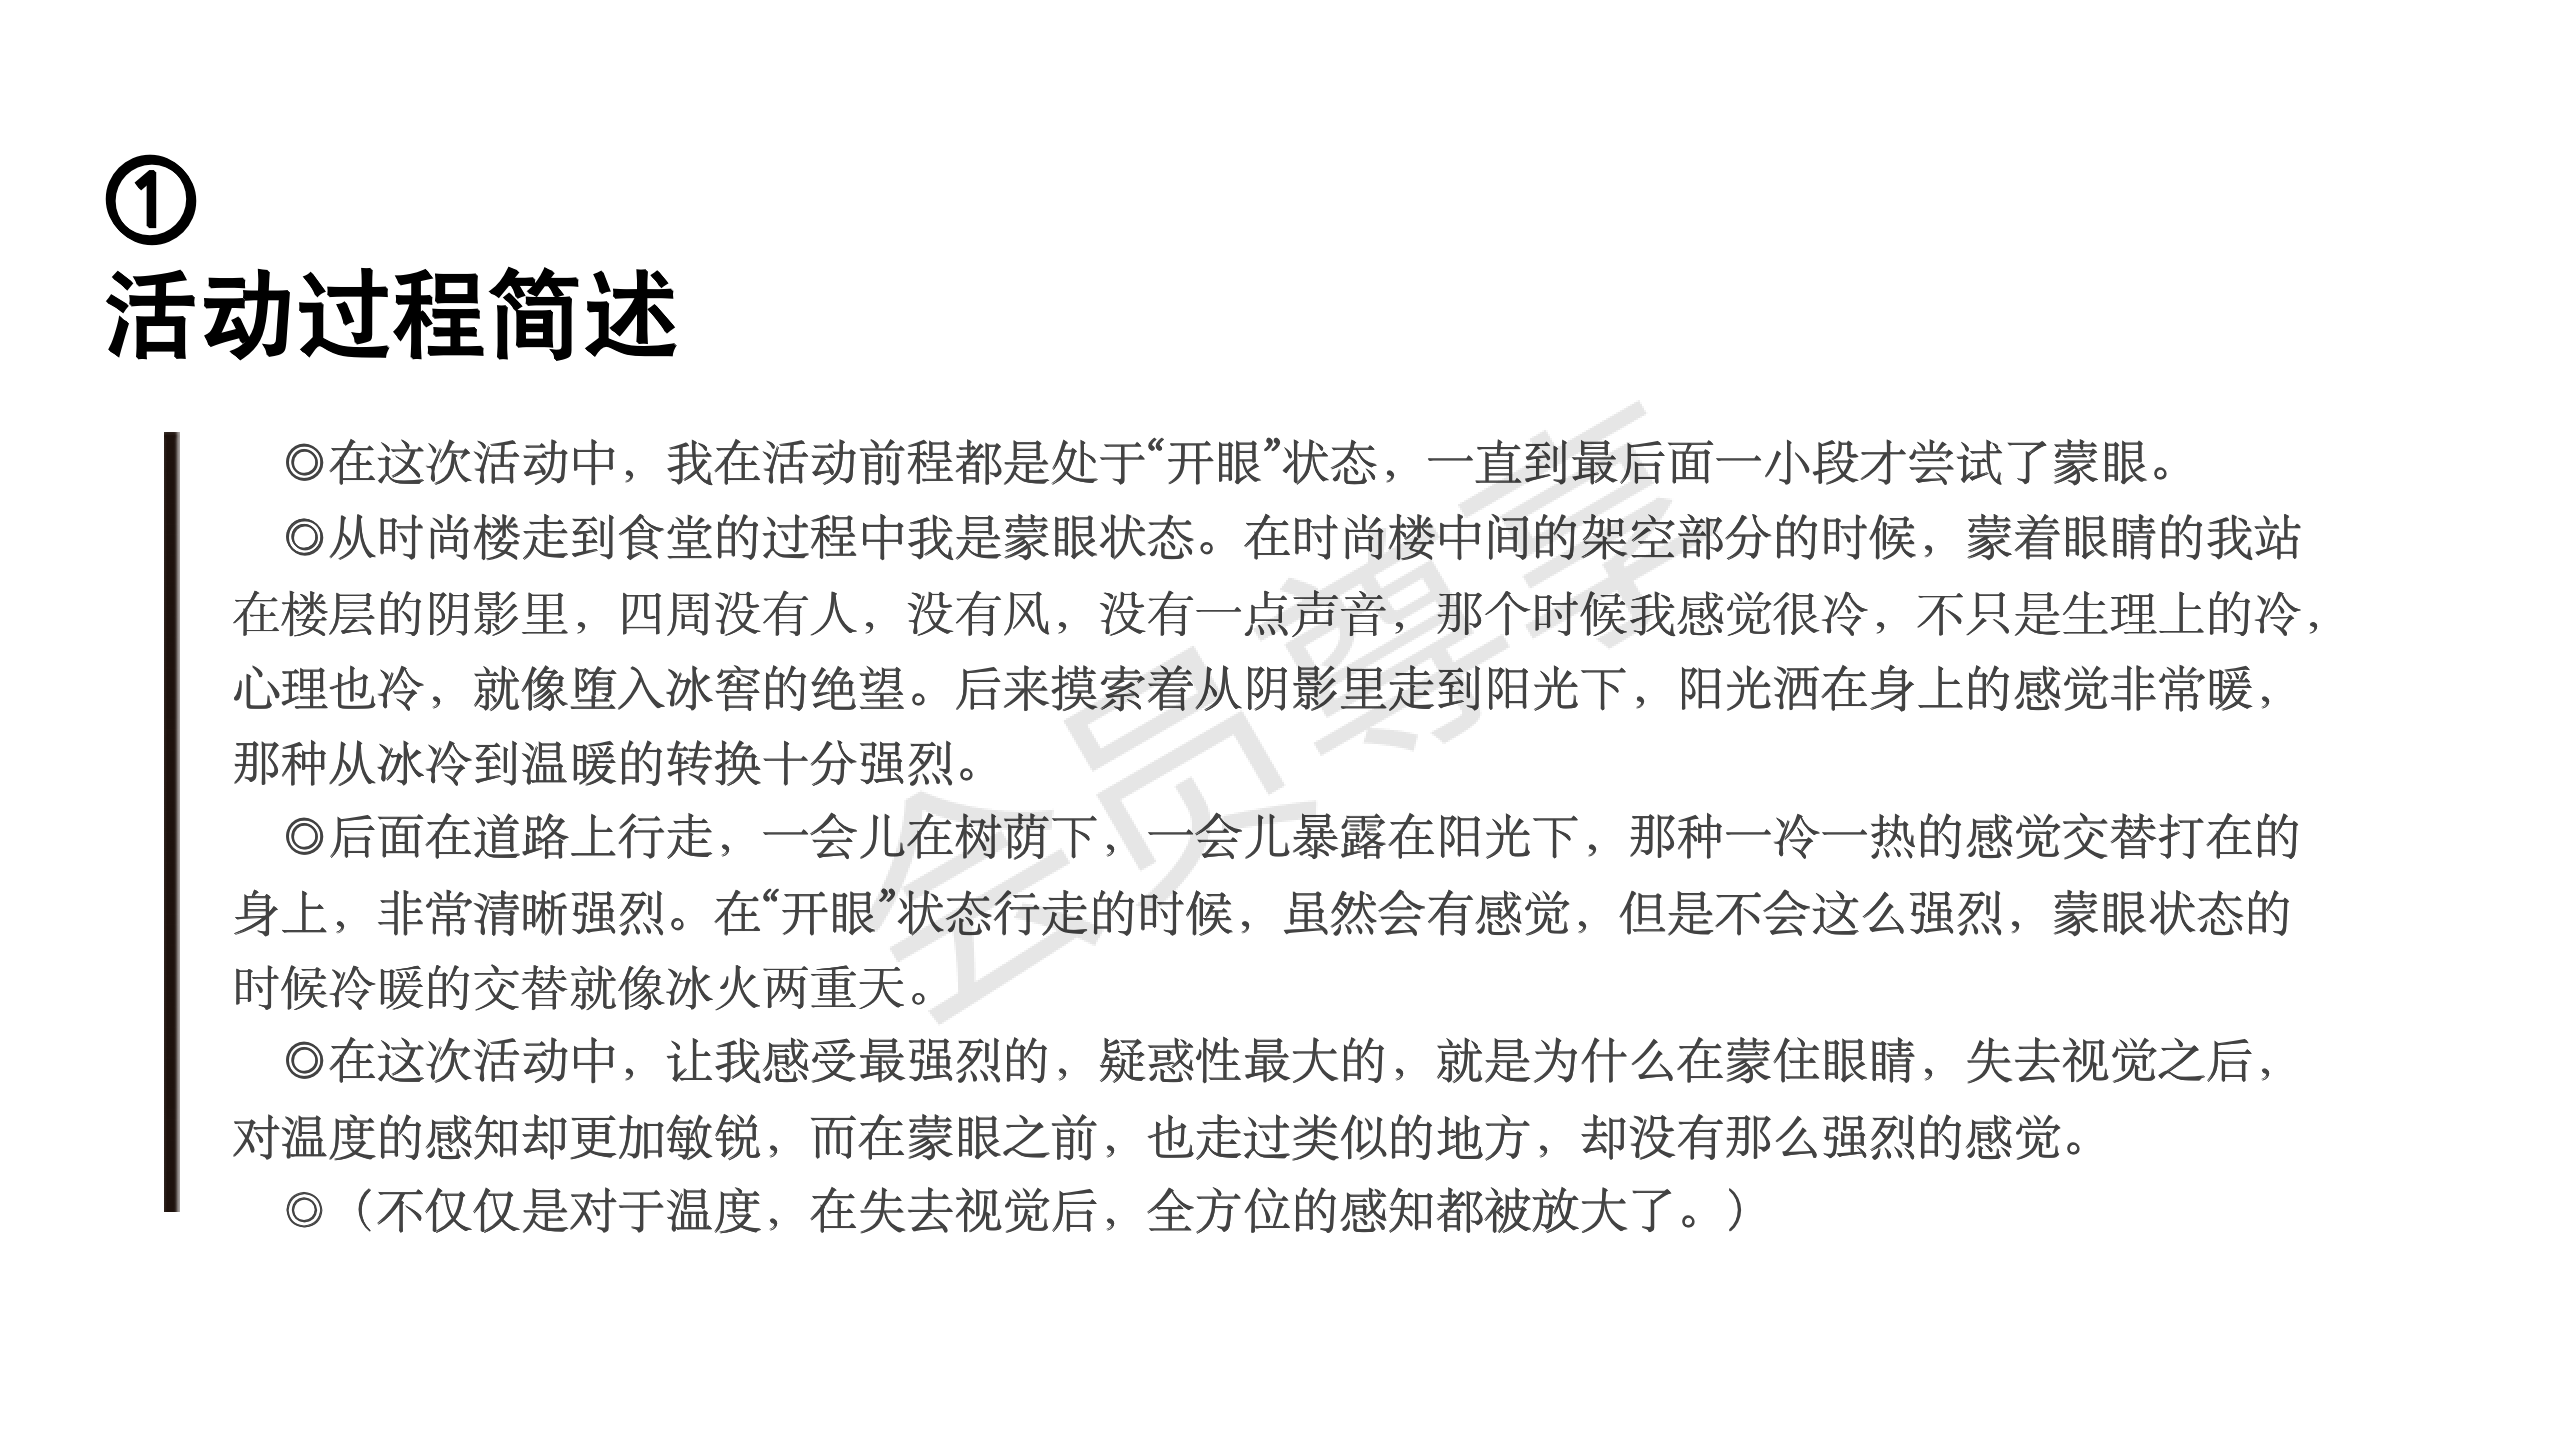 ①
活动过程简述
◎在这次活动中，我在活动前程都是处于“开眼”状态，一直到最后面一小段才尝试了蒙眼。
◎从时尚楼走到食堂的过程中我是蒙眼状态。在时尚楼中间的架空部分的时候，蒙着眼睛的我站
在楼层的阴影里，四周没有人，没有风，没有一点声音，那个时候我感觉很冷，不只是生理上的冷，
心理也冷，就像堕入冰窖的绝望。后来摸索着从阴影里走到阳光下，阳光洒在身上的感觉非常暖，
那种从冰冷到温暖的转换十分强烈。
◎后面在道路上行走，一会儿在树荫下，一会儿暴露在阳光下，那种一冷一热的感觉交替打在的
身上，非常清晰强烈。在“开眼”状态行走的时候，虽然会有感觉，但是不会这么强烈，蒙眼状态的
时候冷暖的交替就像冰火两重天。
◎在这次活动中，让我感受最强烈的，疑惑性最大的，就是为什么在蒙住眼睛，失去视觉之后，
对温度的感知却更加敏锐，而在蒙眼之前，也走过类似的地方，却没有那么强烈的感觉。
◎（不仅仅是对于温度，在失去视觉后，全方位的感知都被放大了。）
会员尊享